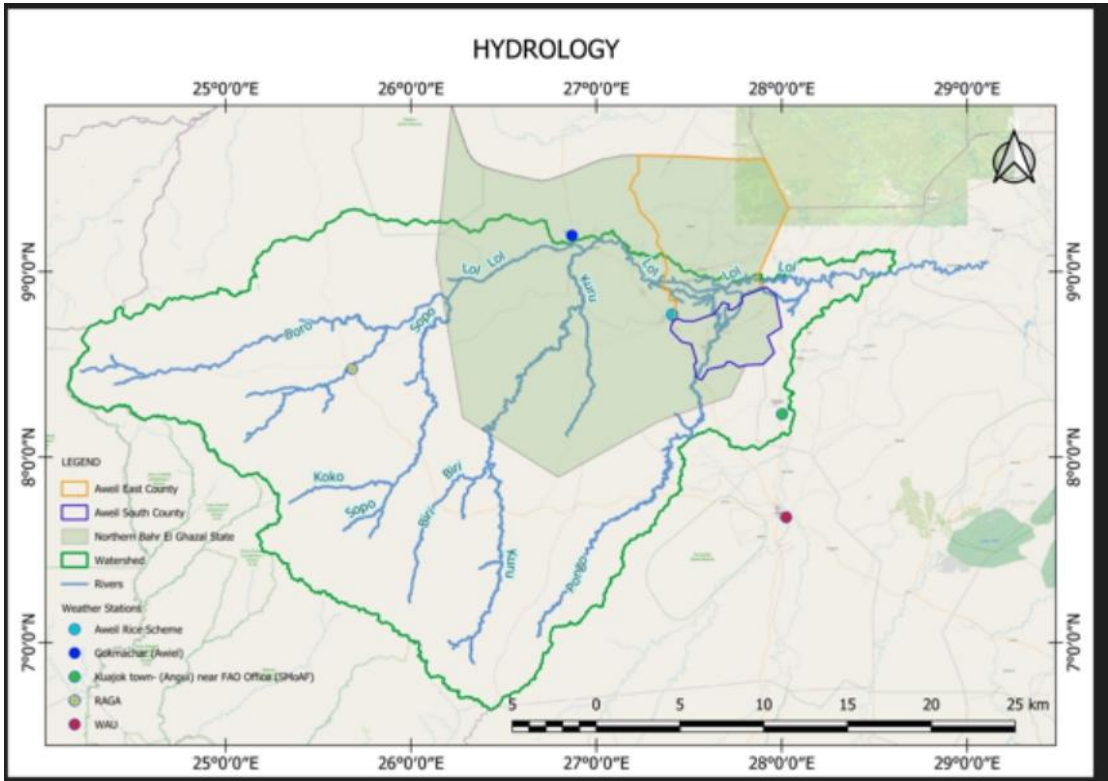 HYDROLOGY
25°0'0"E 26°0'0"E 27°0'0"E 28°0'0"E 29°0'0"E
9°0'0"N
8°0'0"N
7°0'0"N
9°0'0"N
8°0'0"N
7°0'0"N
Lol Lol
Lol
Lol
Lol
Kuru
Sopo
Boro
Koko
Sopo
Biri
Biri
Kuru
Pongo
LEGEND
Aweil East County
Aweil South County
Northern Bahr El Ghazal State
Watershed
Rivers
Weather Stations
Aweil Rice Scheme
Gokmachar (Aweil)
Kuajok town- (Angui) near FAO Office (SMoAF)
RAGA
WAU
5 0 5 10 15 20 25 km
25°0'0"E 26°0'0"E 27°0'0"E 28°0'0"E 29°0'0"E